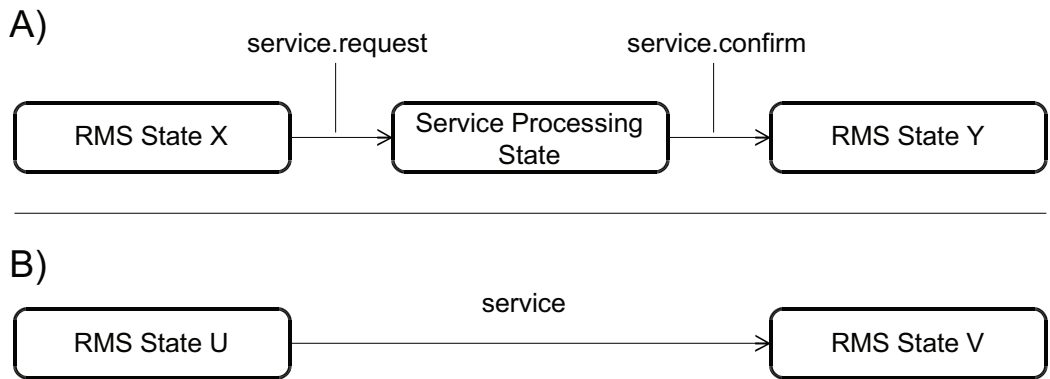 A)
service.request
service.confirm
RMS State X
Service Processing
State
RMS State Y
B)
service
RMS State U
RMS State V